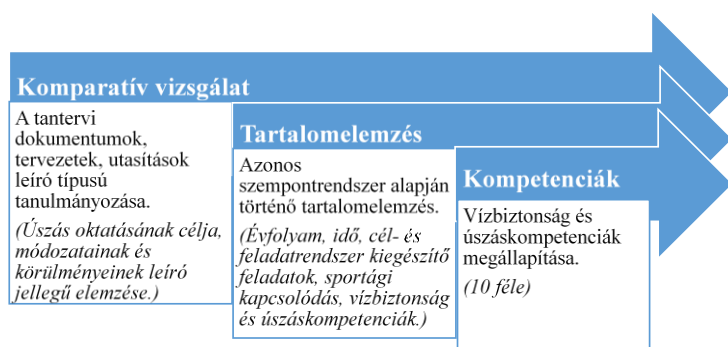 Komparatív vizsgálat
A tantervi
dokumentumok,
tervezetek, utasítások
leíró típusú
tanulmányozása.
(Úszás oktatásának célja,
módozatainak és
körülményeinek leíró
jellegű elemzése.)
Tartalomelemzés
Azonos
szempontrendszer alapján
történő tartalomelemzés.
(Évfolyam, idő, cél- és
feladatrendszer kiegészítő
feladatok, sportági
kapcsolódás, vízbiztonság
és úszáskompetenciák.)
Kompetenciák
Vízbiztonság és
úszáskompetenciák
megállapítása.
(10 féle)